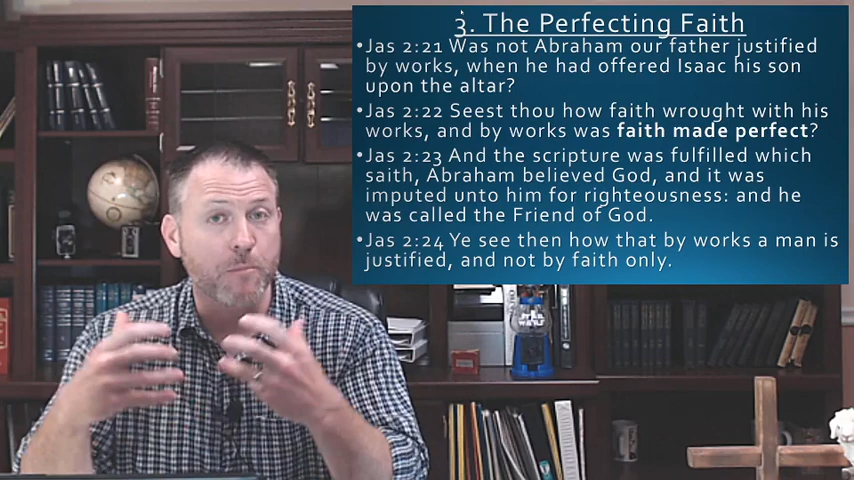 3. The Perfecting Faith
•Jas 2:21 Was not Abraham our father justified
by works, when he had offered Isaac his son
upon the altar?
•Jas 2:22 Seest thou how faith wrought with his
works, and by works was faith made perfect?
•Jas 2:23 And the scripture was fulfilled which
saith, Abraham believed God, and it was
imputed unto him for righteousness: and he
was called the Friend of God.
•Jas 2:24 Ye see then how that by works a man is
justified, and not by faith only.
STAR
WARS